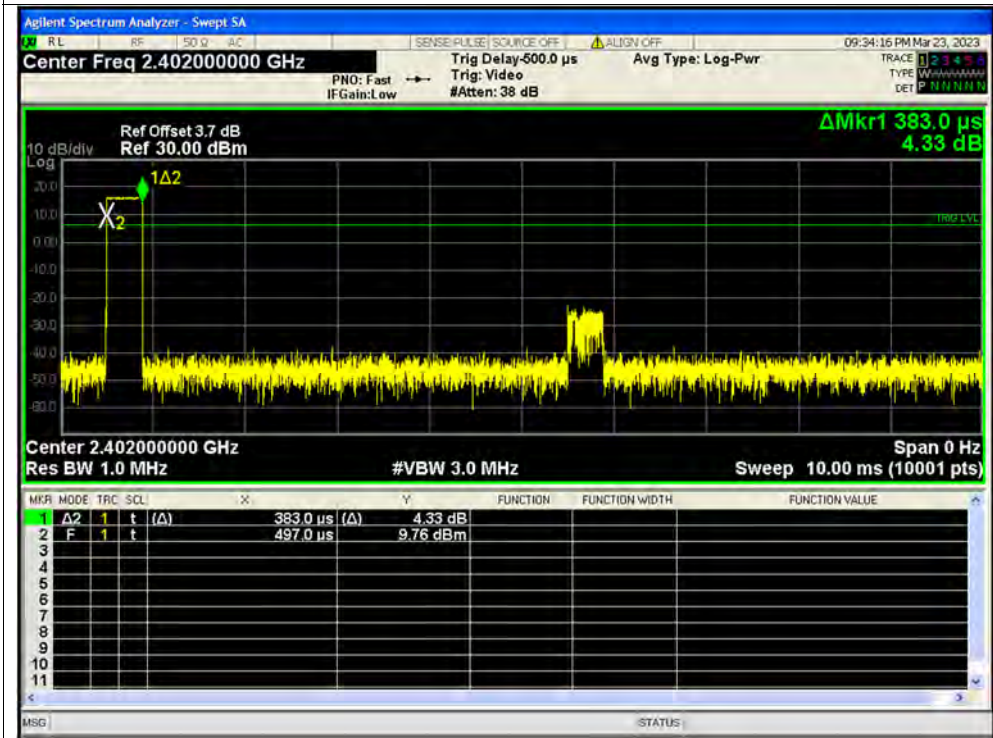 Agilent Spectrum Analyzer - Swept SA
RL RF 50 Ω AC SENSE:PULSE SOURCE OFF ALIGN OFF 09:34:16 PM Mar 23, 2023
Center Freq 2.402000000 GHz Trig Delay-500.0 µs Avg Type: Log-Pwr TRACE 1 2 3 4 5 6
PNO: Fast Trig: Video TYPE W
IFGain:Low #Atten: 38 dB DET P N N N N N
ΔMkr1 383.0 µs
4.33 dB
Ref Offset 3.7 dB
10 dB/div Ref 30.00 dBm
Log
20.0
1Δ2
10.0
2
TRIG LVL
0.00
-10.0
-20.0
-30.0
-40.0
-50.0
-60.0
Center 2.402000000 GHz Span 0 Hz
Res BW 1.0 MHz #VBW 3.0 MHz Sweep 10.00 ms (10001 pts)
MKR MODE TRC SCL X Y FUNCTION FUNCTION WIDTH FUNCTION VALUE
1 Δ2 1 t (Δ) 383.0 µs (Δ) 4.33 dB
2 F 1 t 497.0 µs 9.76 dBm
3
4
5
6
7
8
9
10
11
MSG STATUS